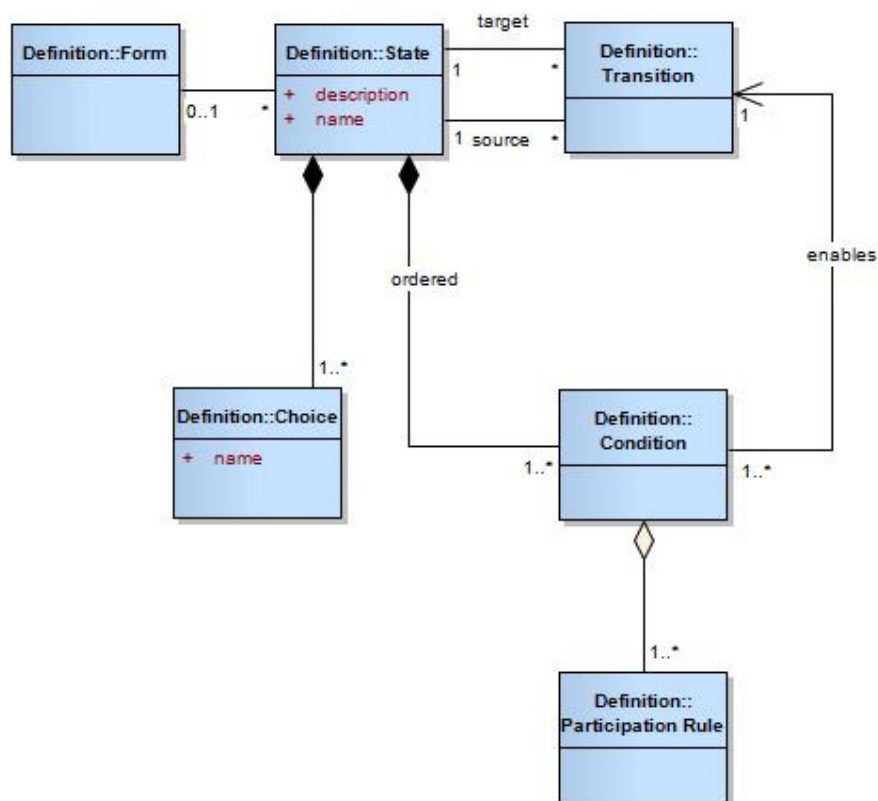 target
Definition::Form
Definition::State
Definition::
Transition
+ description
+ name
1
*
0..1
*
1
source
*
1
enables
ordered
1..*
Definition::Choice
+ name
Definition::
Condition
1..*
1..*
1..*
Definition::
Participation Rule